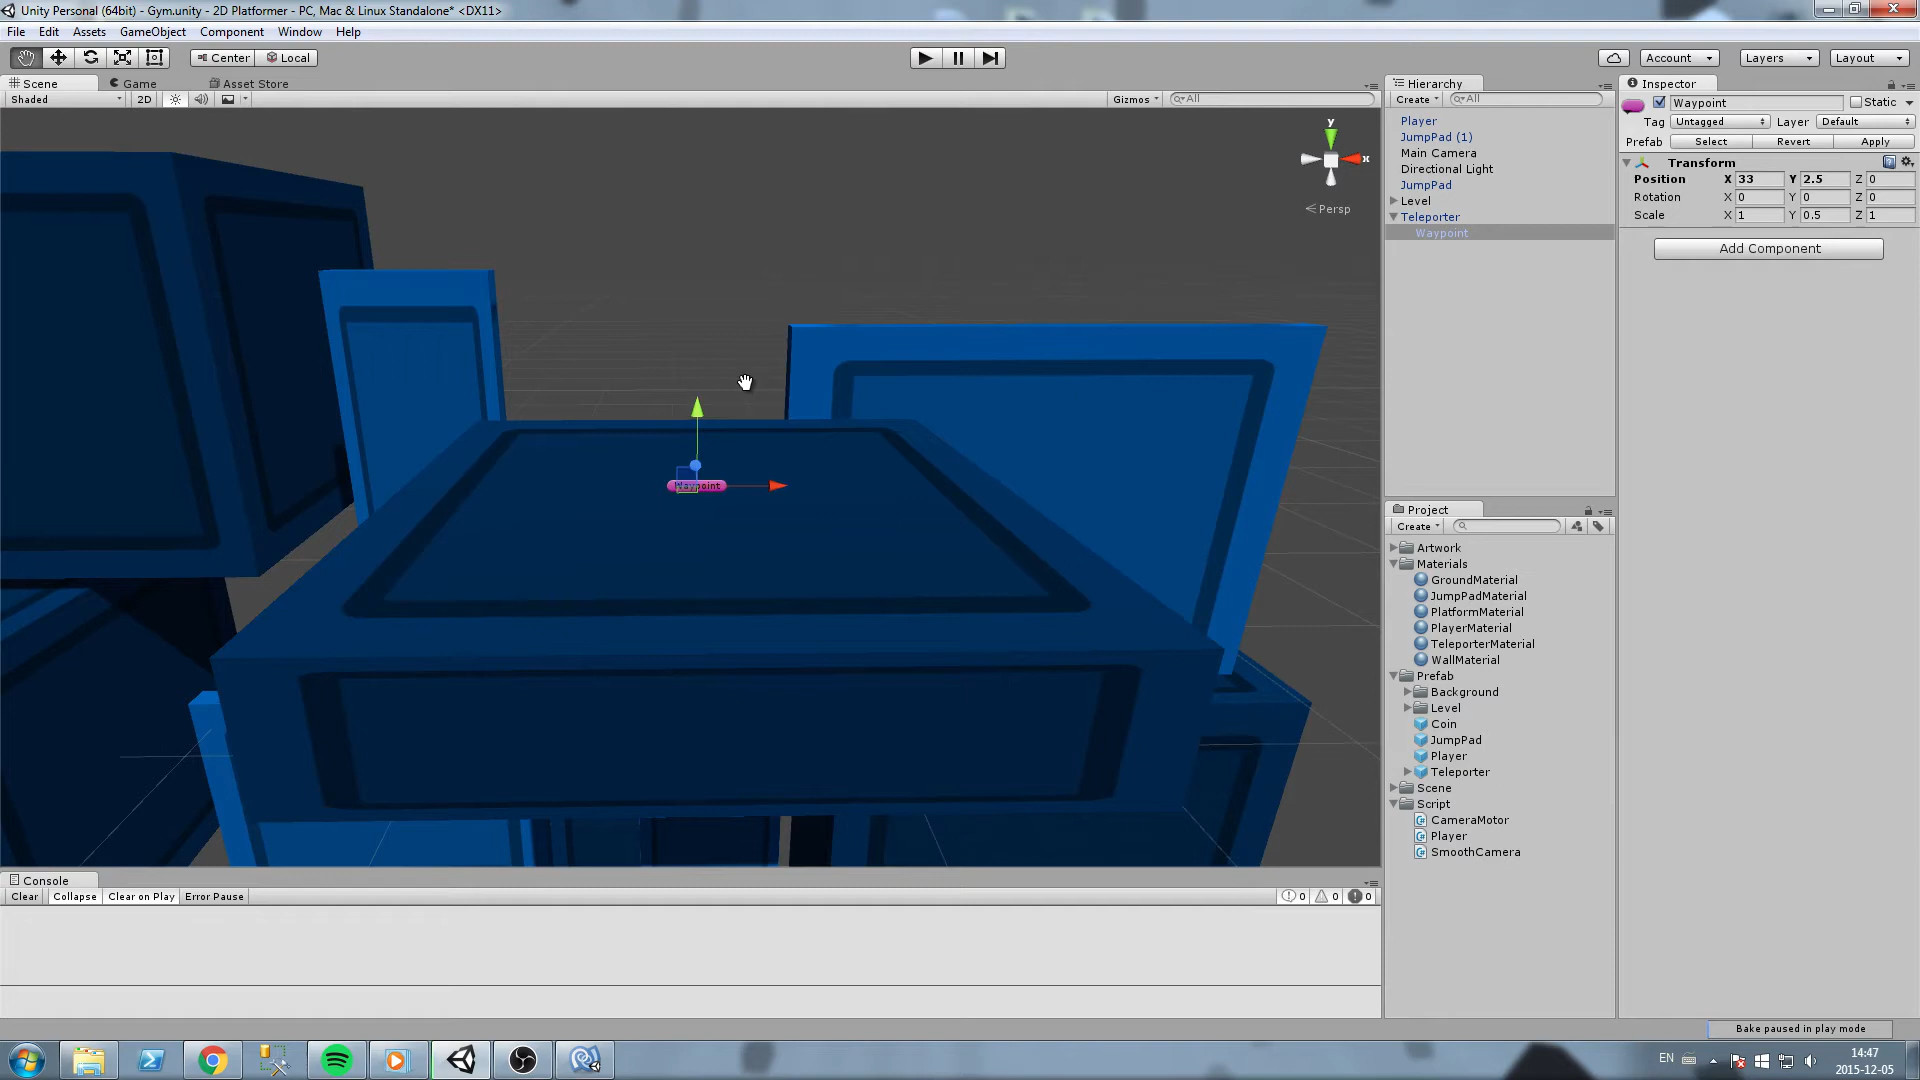 Unity Personal (64bit) - Gym.unity - 2D Platformer - PC, Mac & Linux Standalone* <DX11>
File Edit Assets GameObject Component Window Help
Center Local Account Layers Layout
Scene Game Asset Store Hierarchy Inspector
Shaded 2D Gizmos All Create All Waypoint Static
Tag Untagged Layer Default
Prefab Select Revert Apply
Transform
Position X 33 Y 2.5 Z 0
Rotation X 0 Y 0 Z 0
Scale X 1 Y 0.5 Z 1
Add Component
Player
JumpPad (1)
Main Camera
Directional Light
JumpPad
Level
Teleporter
Waypoint
y
x
Persp
Waypoint
Project
Create
Artwork
Materials
GroundMaterial
JumpPadMaterial
PlatformMaterial
PlayerMaterial
TeleporterMaterial
WallMaterial
Prefab
Background
Level
Coin
JumpPad
Player
Teleporter
Scene
Script
CameraMotor
Player
SmoothCamera
Console
Clear Collapse Clear on Play Error Pause 0 0 0
Bake paused in play mode
EN 14:47
2015-12-05